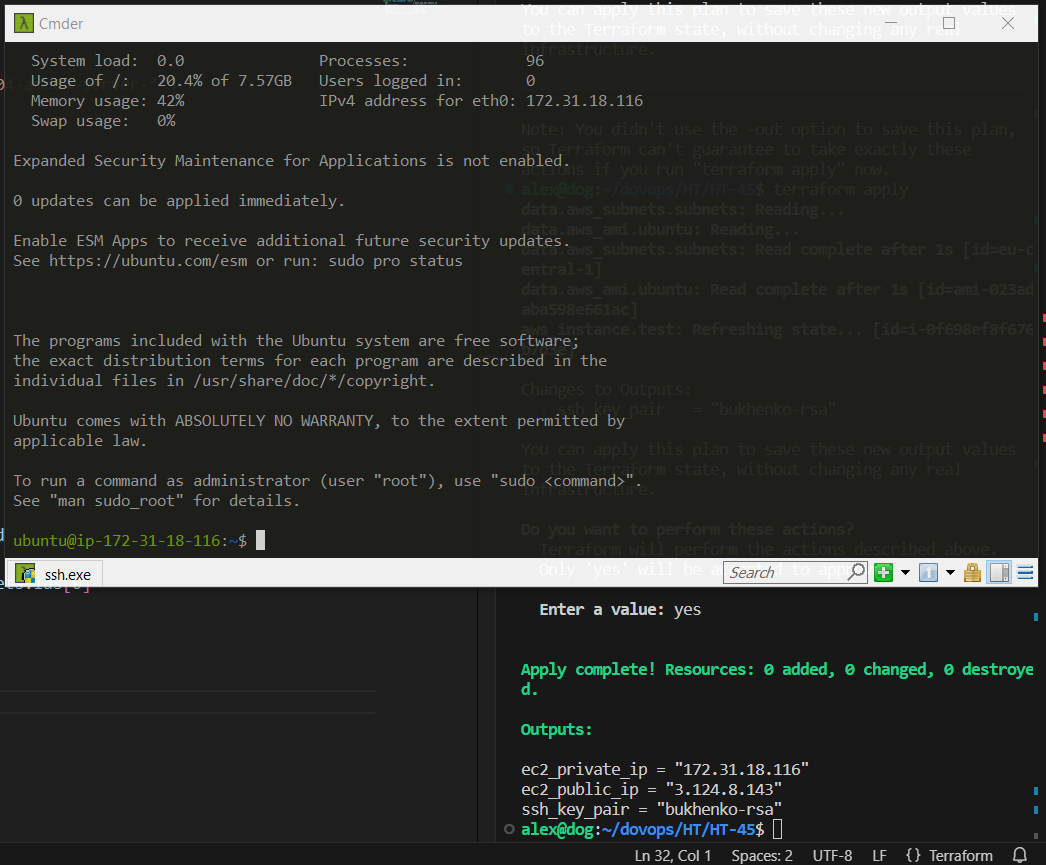 You can apply this plan to save these new output values
to the Terraform state, without changing any real
infrastructure.
Cmder
System load: 0.0 Processes: 96
Usage of /: 20.4% of 7.57GB Users logged in: 0
Memory usage: 42% IPv4 address for eth0: 172.31.18.116
Swap usage: 0%
Expanded Security Maintenance for Applications is not enabled.
0 updates can be applied immediately.
Enable ESM Apps to receive additional future security updates.
See https://ubuntu.com/esm or run: sudo pro status
The programs included with the Ubuntu system are free software;
the exact distribution terms for each program are described in the
individual files in /usr/share/doc/*/copyright.
Ubuntu comes with ABSOLUTELY NO WARRANTY, to the extent permitted by
applicable law.
To run a command as administrator (user "root"), use "sudo <command>".
See "man sudo_root" for details.
ubuntu@ip-172-31-18-116:~$
ssh.exe
Search
Note: You didn't use the -out option to save this plan,
so Terraform can't guarantee to take exactly these
actions if you run "terraform apply" now.
alex@dog:~/dovops/HT/HT-45$ terraform apply
data.aws_subnets.subnets: Reading...
data.aws_ami.ubuntu: Reading...
data.aws_subnets.subnets: Read complete after 1s [id=eu-c
entral-1]
data.aws_ami.ubuntu: Read complete after 1s [id=ami-023ad
aba598e661ac]
aws_instance.test: Refreshing state... [id=i-0f698ef8f676
Changes to Outputs:
ssh_key_pair = "bukhenko-rsa"
You can apply this plan to save these new output values
to the Terraform state, without changing any real
infrastructure.
Do you want to perform these actions?
Terraform will perform the actions described above.
Only 'yes' will be accepted to
Enter a value: yes
Apply complete! Resources: 0 added, 0 changed, 0 destroye
d.
Outputs:
ec2_private_ip = "172.31.18.116"
ec2_public_ip = "3.124.8.143"
ssh_key_pair = "bukhenko-rsa"
alex@dog:~/dovops/HT/HT-45$
Ln 32, Col 1 Spaces: 2 UTF-8 LF {} Terraform